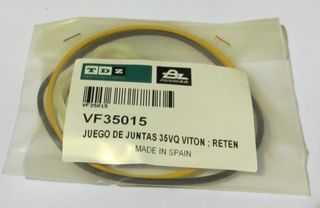 TDZ
VF35015
VF35015
JUEGO DE JUNTAS 35VQ VITON ; RETEN
MADE IN SPAIN